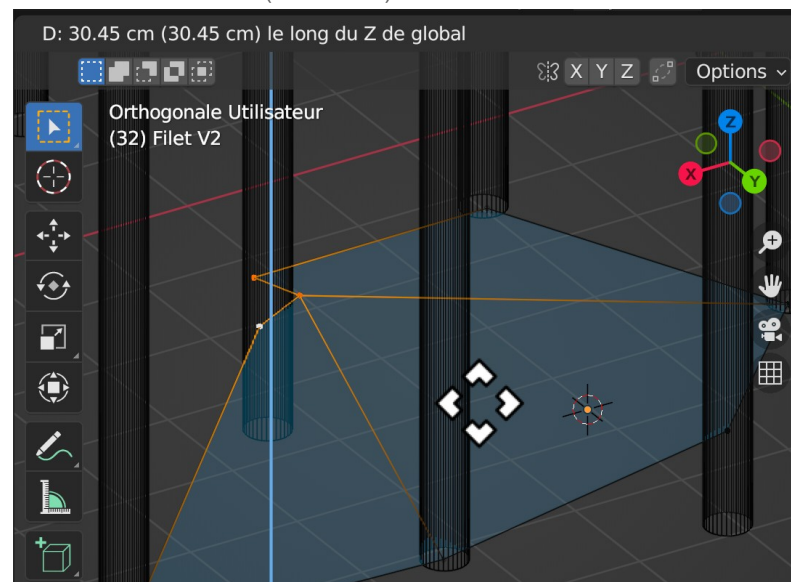 D: 30.45 cm (30.45 cm) le long du Z de global
X Y Z Options
Orthogonale Utilisateur
(32) Filet V2
Z
X
Y